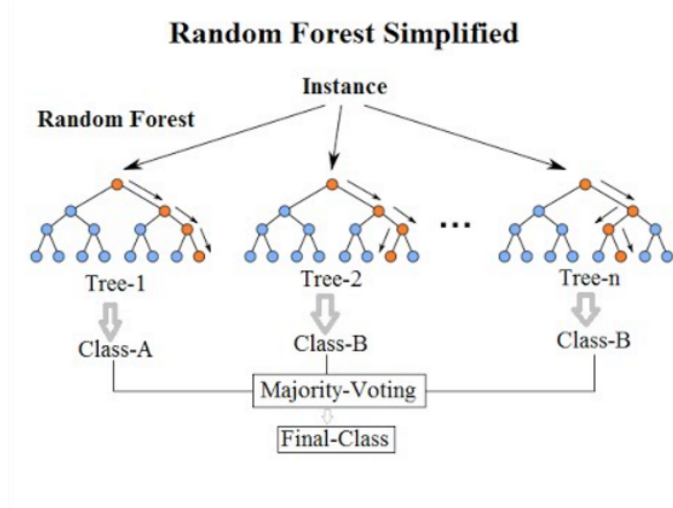 Random Forest Simplified
Instance
Random Forest
...
Tree-1
Tree-2
Tree-n
Class-A
Class-B
Class-B
Majority-Voting
Final-Class